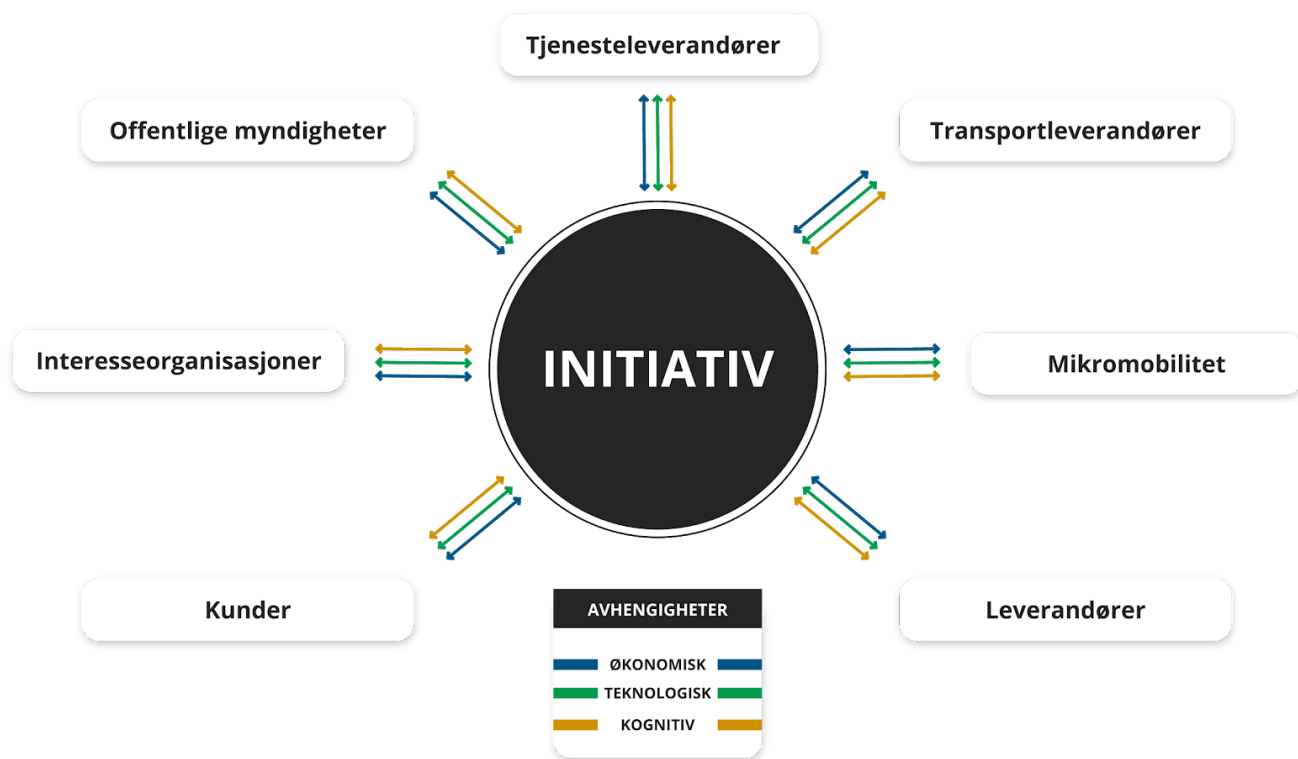 Tjenesteleverandører
Offentlige myndigheter
Transportleverandører
Interesseorganisasjoner
INITIATIV
Mikromobilitet
Kunder
Leverandører
AVHENGIGHETER
ØKONOMISK
TEKNOLOGISK
KOGNITIV